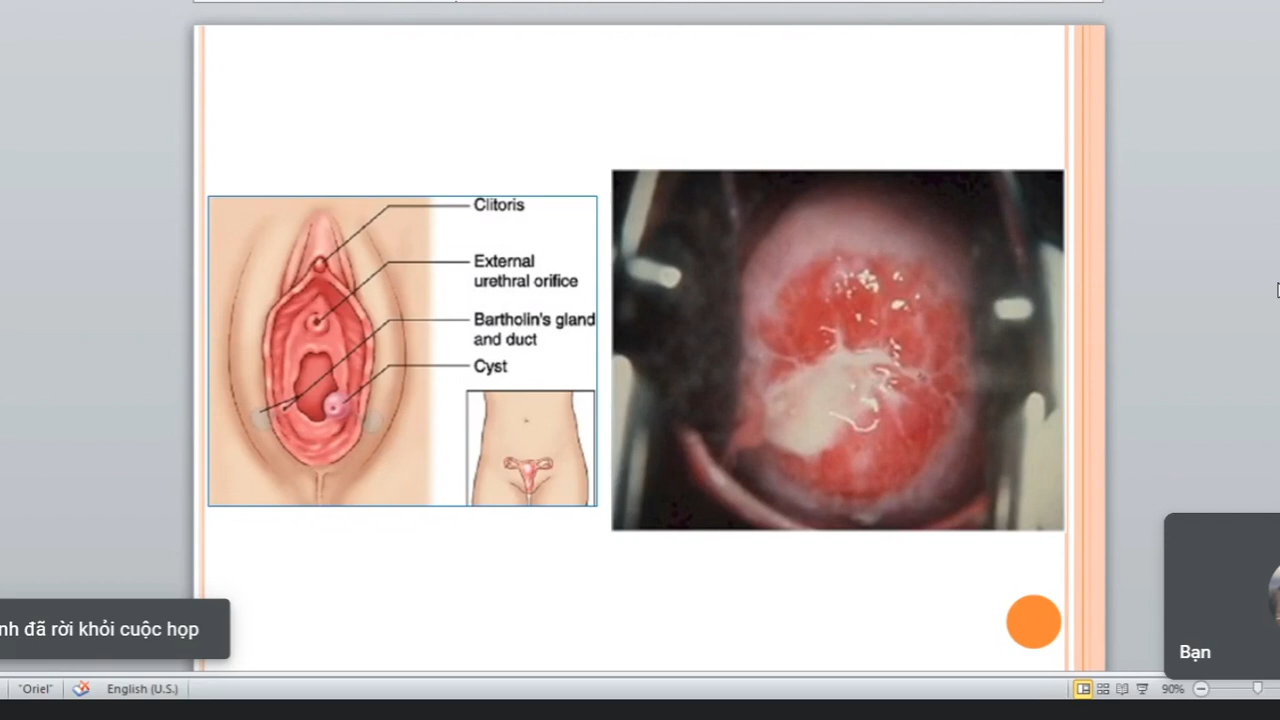 Clitoris
External
urethral orifice
Bartholin's gland
and duct
Cyst
nh đã rời khỏi cuộc họp
Bạn
"Oriel"
English (U.S.)
90%